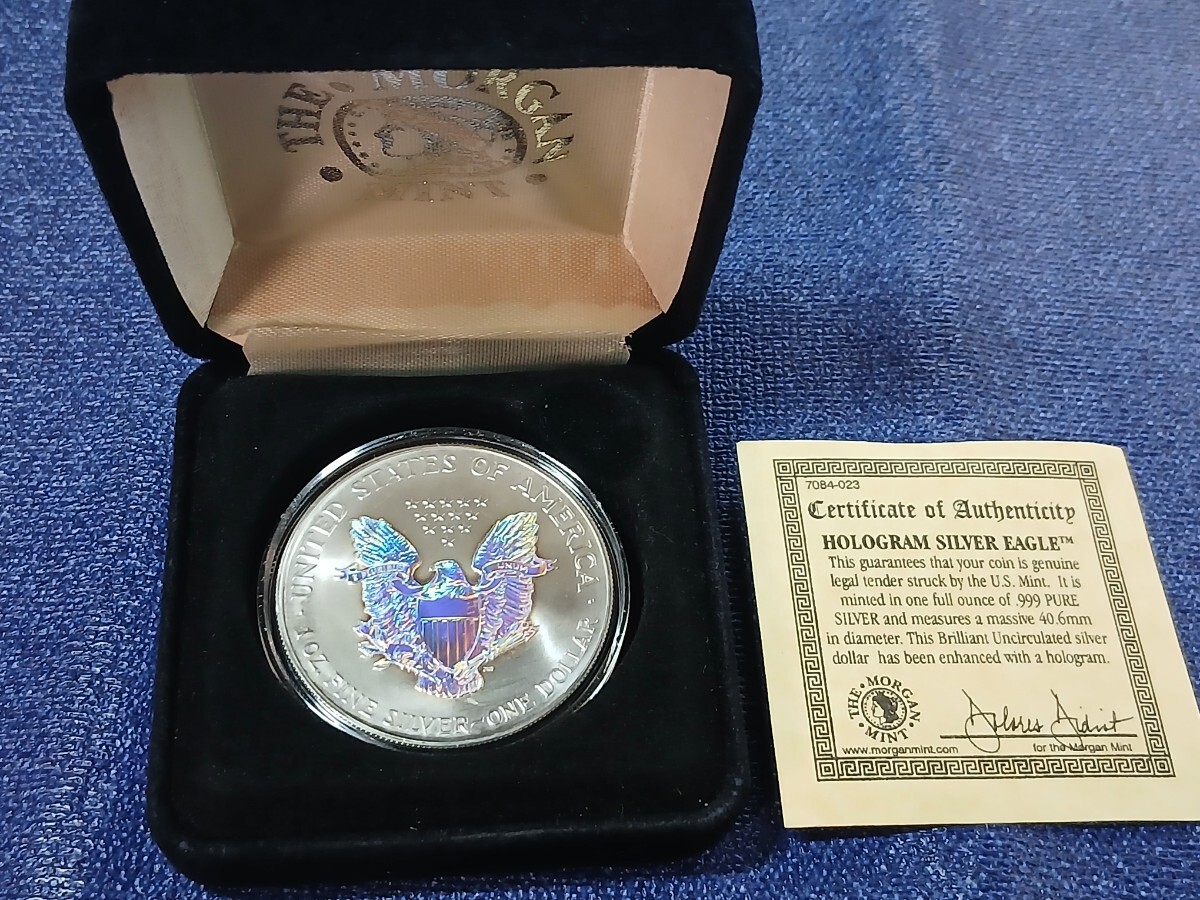 THE MORGAN
MINT
UNITED STATES OF AMERICA
UNUM
1 OZ. FINE SILVER~ONE DOLLAR
7084-023
Certificate of Authenticity
HOLOGRAM SILVER EAGLE™
This guarantees that your coin is genuine
legal tender struck by the U.S. Mint. It is
minted in one full ounce of .999 PURE
SILVER and measures a massive 40.6mm
in diameter. This Brilliant Uncirculated silver
dollar has been enhanced with a hologram.
THE • MORGAN • MINT •
www.morganmint.com
for the Morgan Mint